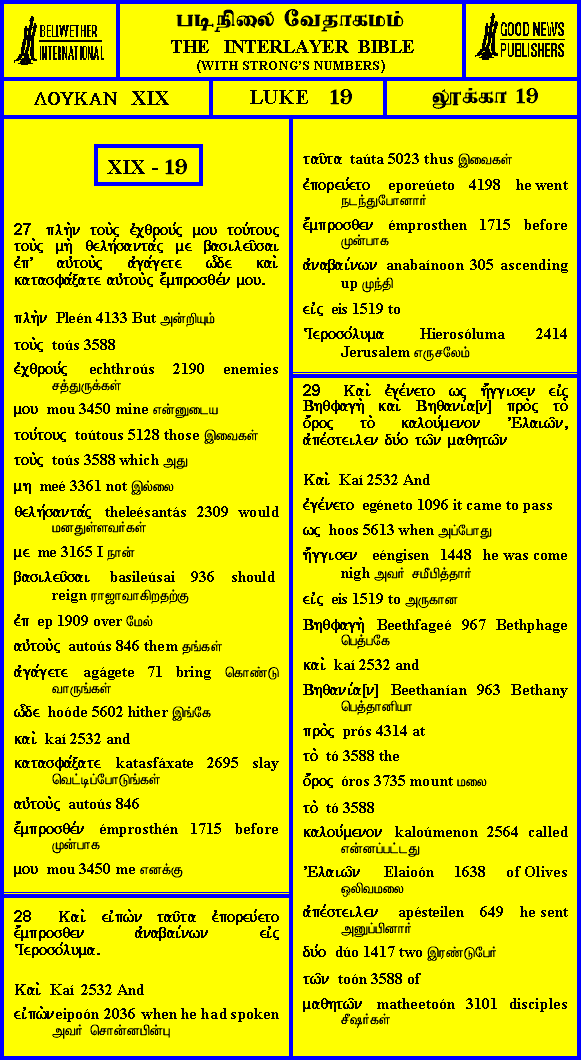 BELLWETHER
INTERNATIONAL
படிநிலை வேதாகமம்
THE INTERLAYER BIBLE
(WITH STRONG'S NUMBERS)
GOOD NEWS
PUBLISHERS
ΛΟΥΚΑΝ XIX
LUKE 19
லூக்கா 19
XIX - 19
27 πλὴν τοὺς ἐχθρούς μου τούτους
τοὺς μὴ θελήσαντάς με βασιλεῦσαι
ἐπ' αὐτοὺς ἀγάγετε ὧδε καὶ
κατασφάξατε αὐτοὺς ἔμπροσθέν μου.
πλὴν Pleén 4133 But அன்றியும்
τοὺς toús 3588
ἐχθρούς echthroús 2190 enemies
சத்துருக்கள்
μου mou 3450 mine என்னுடைய
τούτους toútous 5128 those இவைகள்
τοὺς toús 3588 which அது
μη meé 3361 not இல்லை
θελήσαντάς theleésantás 2309 would
மனதுள்ளவர்கள்
με me 3165 I நான்
βασιλεῦσαι basileúsai 936 should
reign ராஜாவாகிறதற்கு
ἐπ ep 1909 over மேல்
αὐτοὺς autoús 846 them தங்கள்
ἀγάγετε agágete 71 bring கொண்டு
வாருங்கள்
ὧδε hoóde 5602 hither இங்கே
καὶ kaí 2532 and
κατασφάξατε katasfáxate 2695 slay
வெட்டிப்போடுங்கள்
αὐτοὺς autoús 846
ἔμπροσθέν émprosthén 1715 before
முன்பாக
μου mou 3450 me எனக்கு
28 Καὶ εἰπὼν ταῦτα ἐπορεύετο
ἔμπροσθεν ἀναβαίνων εἰς
Ἱεροσόλυμα.
Καὶ Kaí 2532 And
εἰπὼν eipoón 2036 when he had spoken
அவர் சொன்னபின்பு
ταῦτα taúta 5023 thus இவைகள்
ἐπορεύετο eporeúeto 4198 he went
நடந்துபோனார்
ἔμπροσθεν émprosthen 1715 before
முன்பாக
ἀναβαίνων anabaínoon 305 ascending
up முந்தி
εἰς eis 1519 to
Ἱεροσόλυμα Hierosóluma 2414
Jerusalem எருசலேம்
29 Καὶ ἐγένετο ως ἤγγισεν εἰς
Βηθφαγὴ καὶ Βηθανία[ν] πρὸς τὸ
ὄρος τὸ καλούμενον Ἐλαιῶν,
ἀπέστειλεν δύο τῶν μαθητῶν
Καὶ Kaí 2532 And
ἐγένετο egéneto 1096 it came to pass
ως hoos 5613 when அப்போது
ἤγγισεν eéngisen 1448 he was come
nigh அவர் சமீபித்தார்
εἰς eis 1519 to அருகான
Βηθφαγὴ Beethfageé 967 Bethphage
பெத்பகே
καὶ kaí 2532 and
Βηθανία[ν] Beethanían 963 Bethany
பெத்தானியா
πρὸς prós 4314 at
τὸ tó 3588 the
ὄρος óros 3735 mount மலை
τὸ tó 3588
καλούμενον kaloúmenon 2564 called
என்னப்பட்டது
Ἐλαιῶν Elaioón 1638 of Olives
ஒலிவமலை
ἀπέστειλεν apésteilen 649 he sent
அனுப்பினார்
δύο dúo 1417 two இரண்டுபேர்
τῶν toón 3588 of
μαθητῶν matheetoón 3101 disciples
சீஷர்கள்